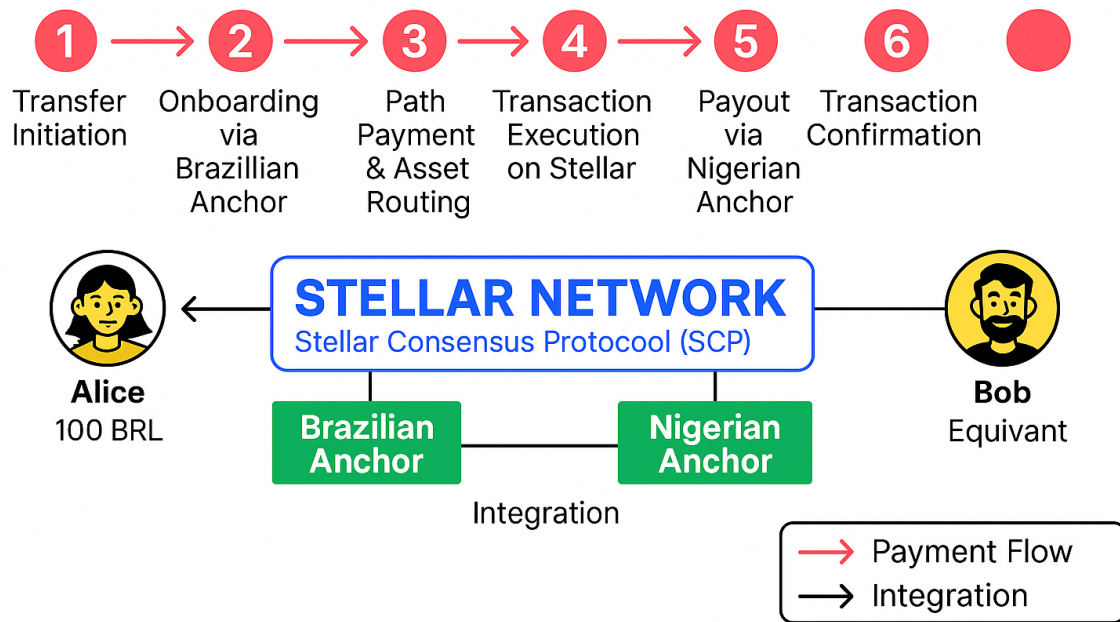 1 2 3 4 5 6
Transfer
Initiation
Onboarding
via
Brazillian
Anchor
Path
Payment
& Asset
Routing
Transaction
Execution
on Stellar
Payout
via
Nigerian
Anchor
Transaction
Confirmation
STELLAR NETWORK
Stellar Consensus Protocool (SCP)
Alice
100 BRL
Brazilian
Anchor
Nigerian
Anchor
Bob
Equivant
Integration
Payment Flow
Integration